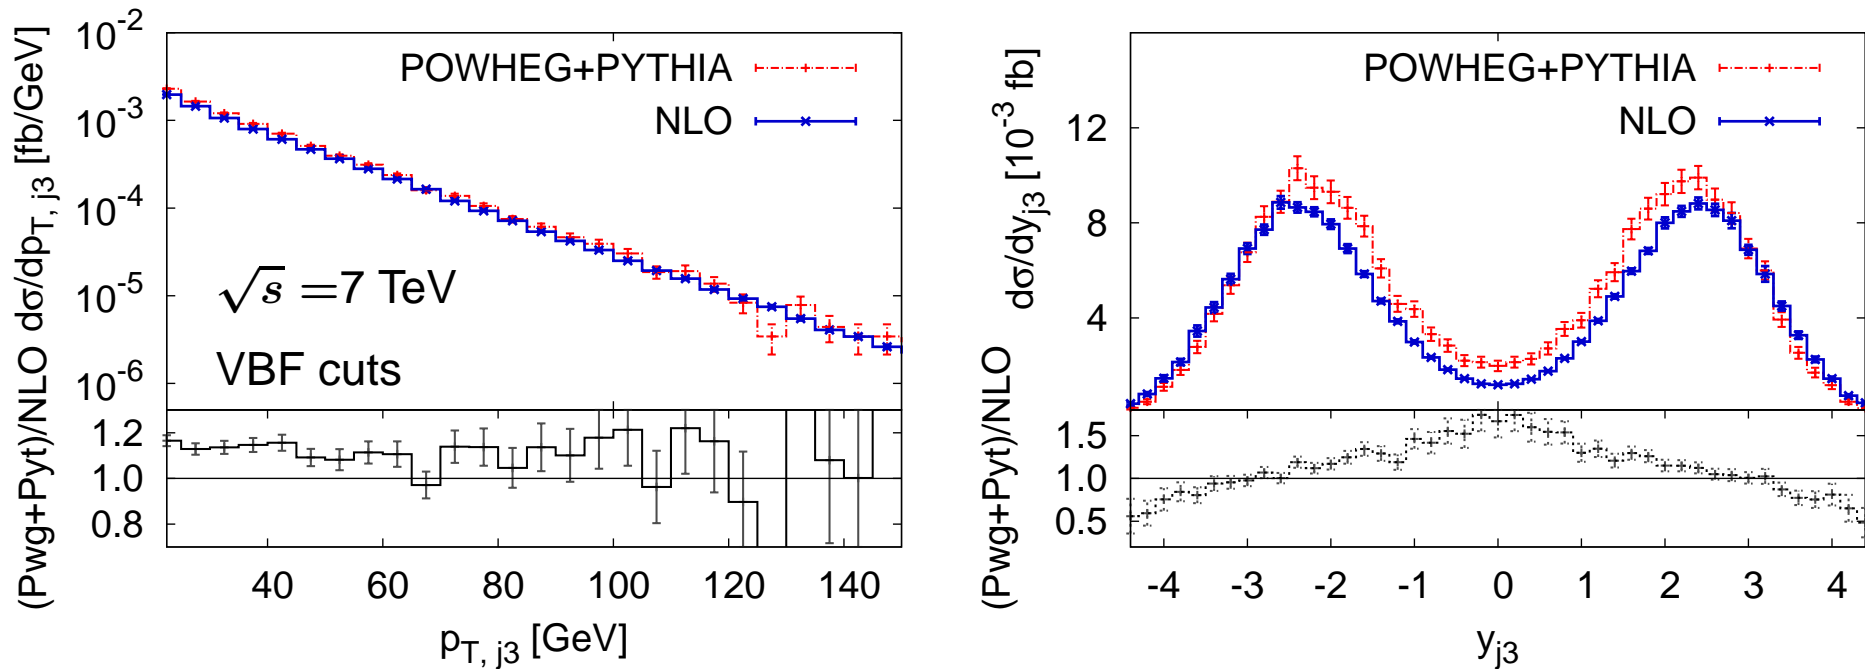 (Pwg+Pyt)/NLO dσ/dp_T, j3 [fb/GeV]
10^-2
10^-3
10^-4
10^-5
10^-6
POWHEG+PYTHIA
NLO
√s =7 TeV
VBF cuts
1.2
1.0
0.8
40 60 80 100 120 140
p_T, j3 [GeV]
(Pwg+Pyt)/NLO dσ/dy_j3 [10^-3 fb]
12
8
4
POWHEG+PYTHIA
NLO
1.5
1.0
0.5
-4 -3 -2 -1 0 1 2 3 4
y_j3